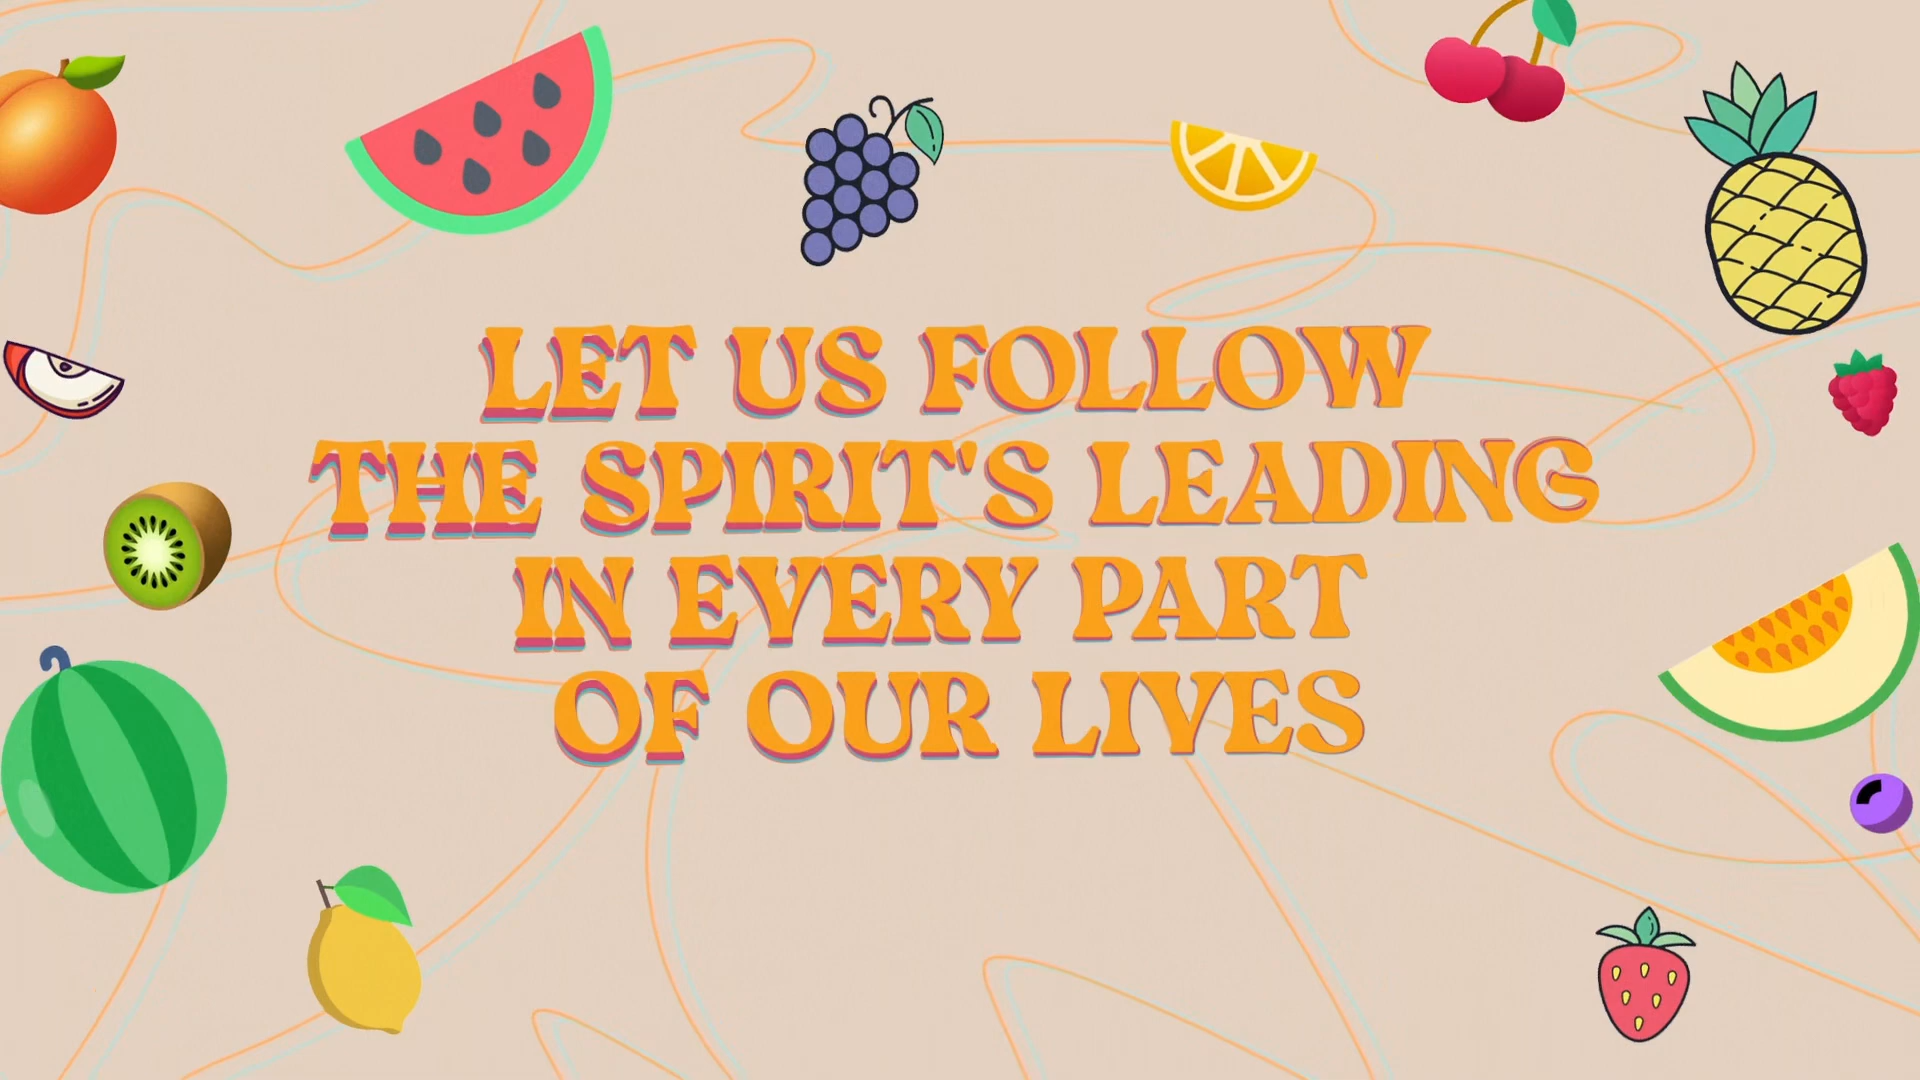 LET US FOLLOW
THE SPIRIT'S LEADING
IN EVERY PART
OF OUR LIVES